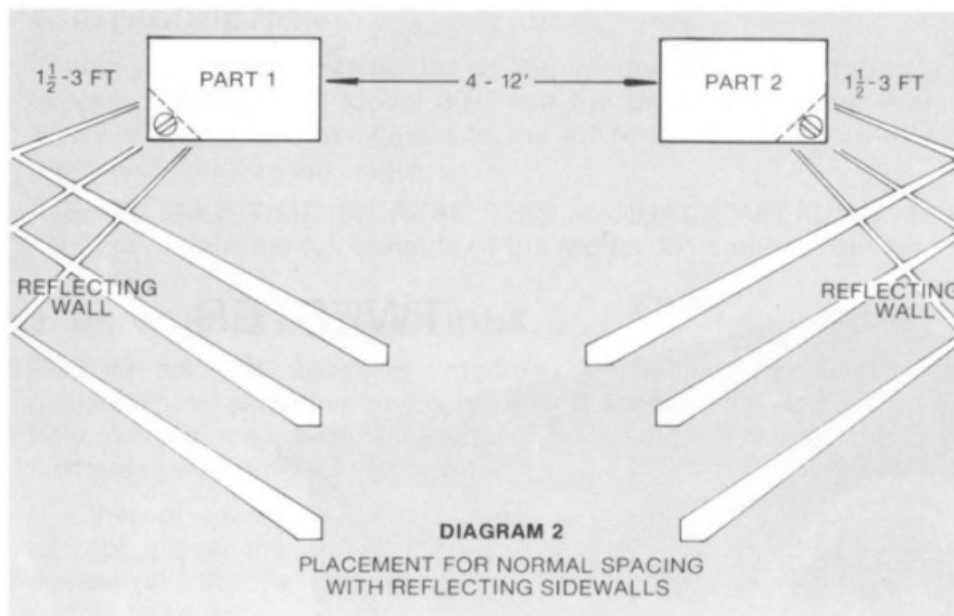 1½-3 FT
PART 1
4 - 12'
PART 2
1½-3 FT
REFLECTING
WALL
REFLECTING
WALL
DIAGRAM 2
PLACEMENT FOR NORMAL SPACING
WITH REFLECTING SIDEWALLS